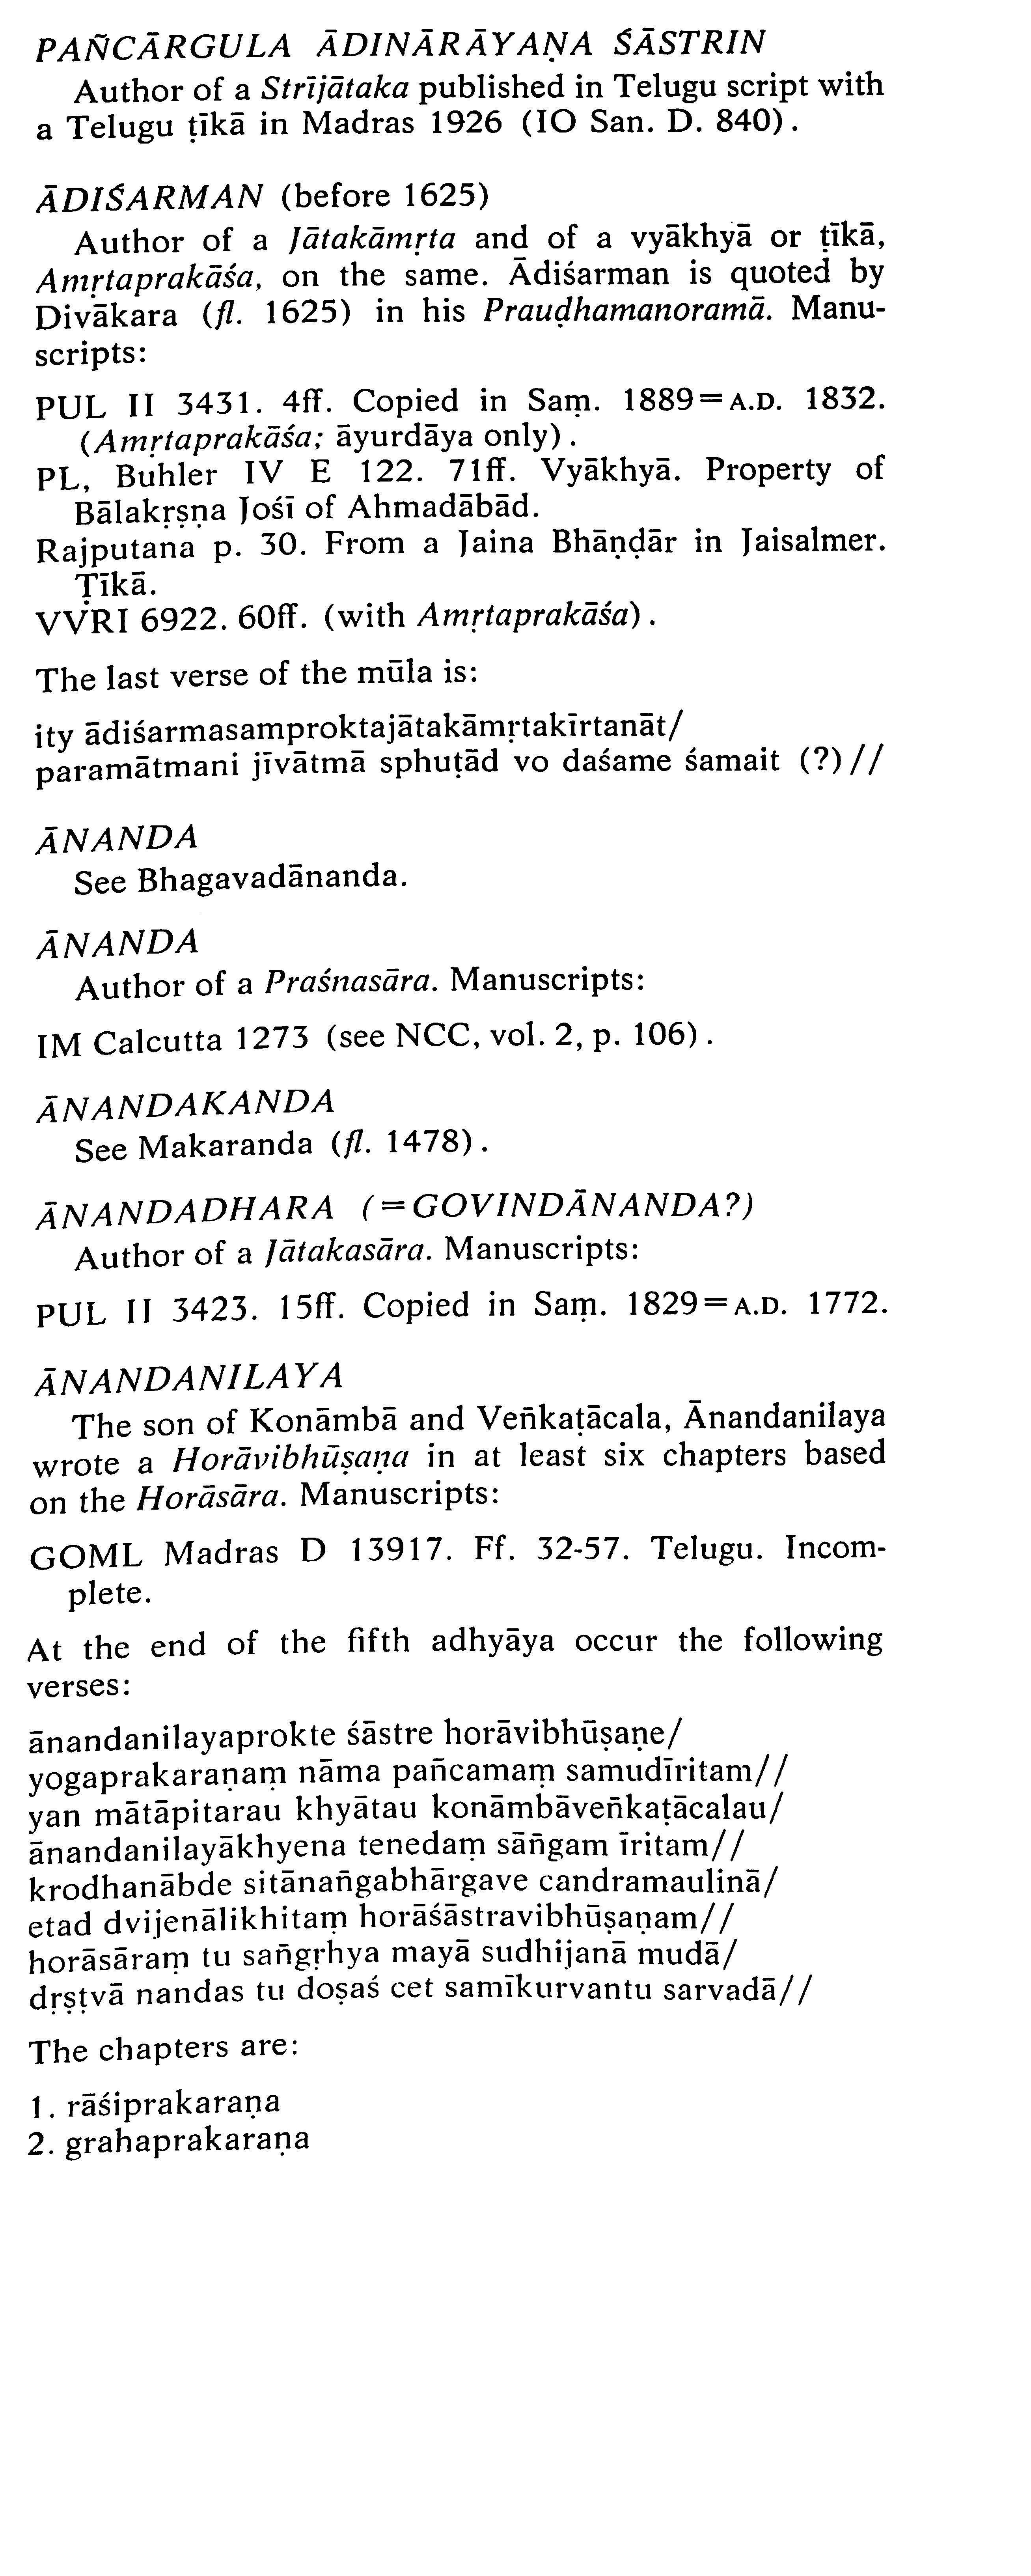 PAÑCĀRGULA ĀDINĀRĀYAṆA ŚĀSTRIN
Author of a Strījātaka published in Telugu script with
a Telugu ṭīkā in Madras 1926 (IO San. D. 840).
ĀDIŚARMAN (before 1625)
Author of a Jātakāmṛta and of a vyākhyā or ṭīkā,
Amṛtaprakāśa, on the same. Ādiśarman is quoted by
Divākara (fl. 1625) in his Prauḍhamanoramā. Manu-
scripts:
PUL II 3431. 4ff. Copied in Saṃ. 1889=A.D. 1832.
(Amṛtaprakāśa; āyurdāya only).
PL, Buhler IV E 122. 71ff. Vyākhyā. Property of
Bālakṛṣṇa Jośī of Ahmadābād.
Rajputana p. 30. From a Jaina Bhāṇḍār in Jaisalmer.
Ṭīkā.
VVRI 6922. 60ff. (with Amṛtaprakāśa).
The last verse of the mūla is:
ity ādiśarmasamproktajātakāmṛtakīrtanāt/
paramātmani jīvātmā sphuṭād vo daśame śamait (?)//
ĀNANDA
See Bhagavadānanda.
ĀNANDA
Author of a Praśnasāra. Manuscripts:
IM Calcutta 1273 (see NCC, vol. 2, p. 106).
ĀNANDAKANDA
See Makaranda (fl. 1478).
ĀNANDADHARA (=GOVINDĀNANDA?)
Author of a Jātakasāra. Manuscripts:
PUL II 3423. 15ff. Copied in Saṃ. 1829=A.D. 1772.
ĀNANDANILAYA
The son of Konāmbā and Veñkaṭācala, Ānandanilaya
wrote a Horāvibhūṣaṇa in at least six chapters based
on the Horāsāra. Manuscripts:
GOML Madras D 13917. Ff. 32-57. Telugu. Incom-
plete.
At the end of the fifth adhyāya occur the following
verses:
ānandanilayaprokte śāstre horāvibhūṣaṇe/
yogaprakaraṇaṃ nāma pañcamaṃ samudīritam//
yan mātāpitarau khyātau konāmbāveñkaṭācalau/
ānandanilayākhyena tenedaṃ sāñgam īritam//
krodhanābde sitānañgabhārgave candramaulinā/
etad dvijenālikhitaṃ horāśāstravibhūṣaṇam//
horāsāraṃ tu sañgṛhya mayā sudhijanā mudā/
dṛṣṭvā nandas tu doṣaś cet samīkurvantu sarvadā//
The chapters are:
1. rāśiprakaraṇa
2. grahaprakaraṇa